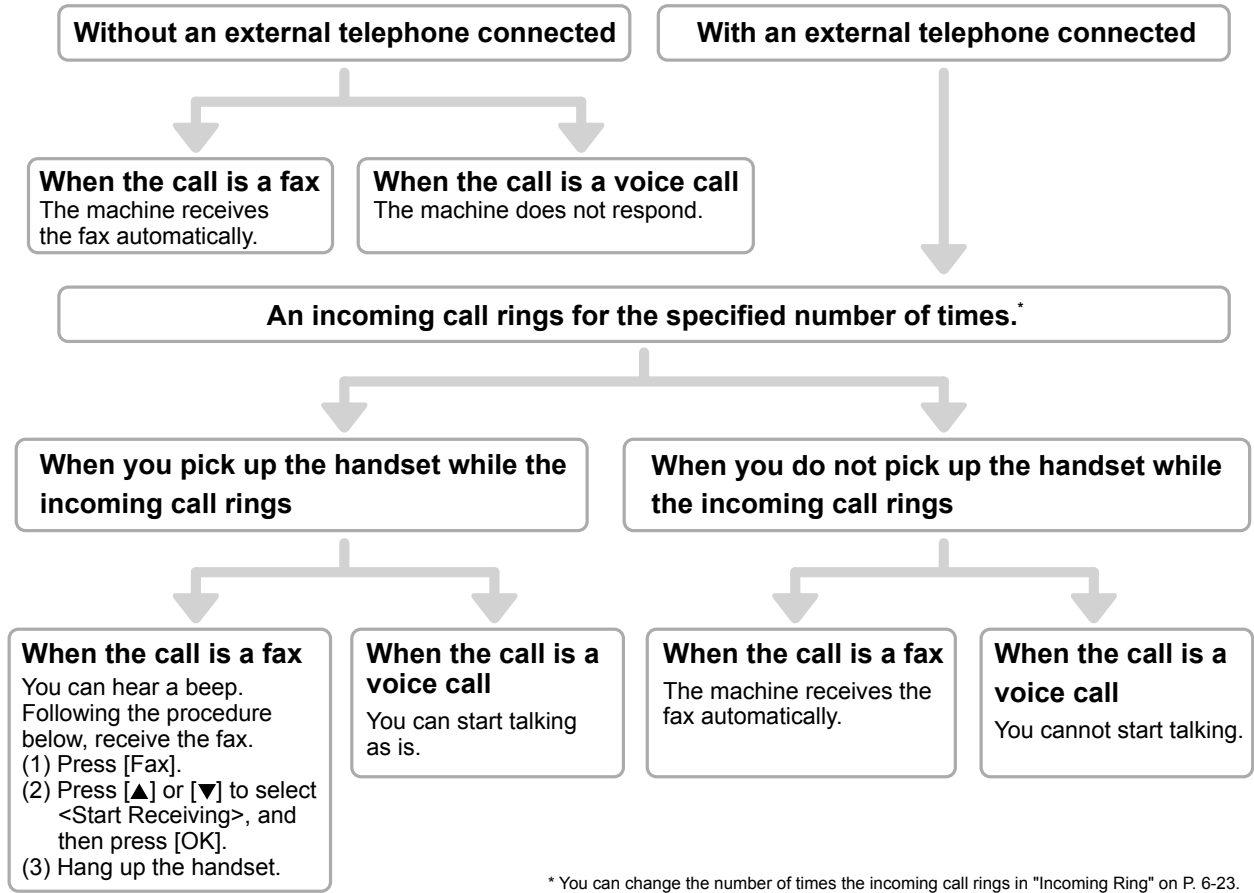 Without an external telephone connected
With an external telephone connected
When the call is a fax
The machine receives
the fax automatically.
When the call is a voice call
The machine does not respond.
An incoming call rings for the specified number of times.*
When you pick up the handset while the
incoming call rings
When you do not pick up the handset while
the incoming call rings
When the call is a fax
You can hear a beep.
Following the procedure
below, receive the fax.
(1) Press [Fax].
(2) Press [▲] or [▼] to select
<Start Receiving>, and
then press [OK].
(3) Hang up the handset.
When the call is a
voice call
You can start talking
as is.
When the call is a fax
The machine receives the
fax automatically.
When the call is a
voice call
You cannot start talking.
* You can change the number of times the incoming call rings in "Incoming Ring" on P. 6-23.